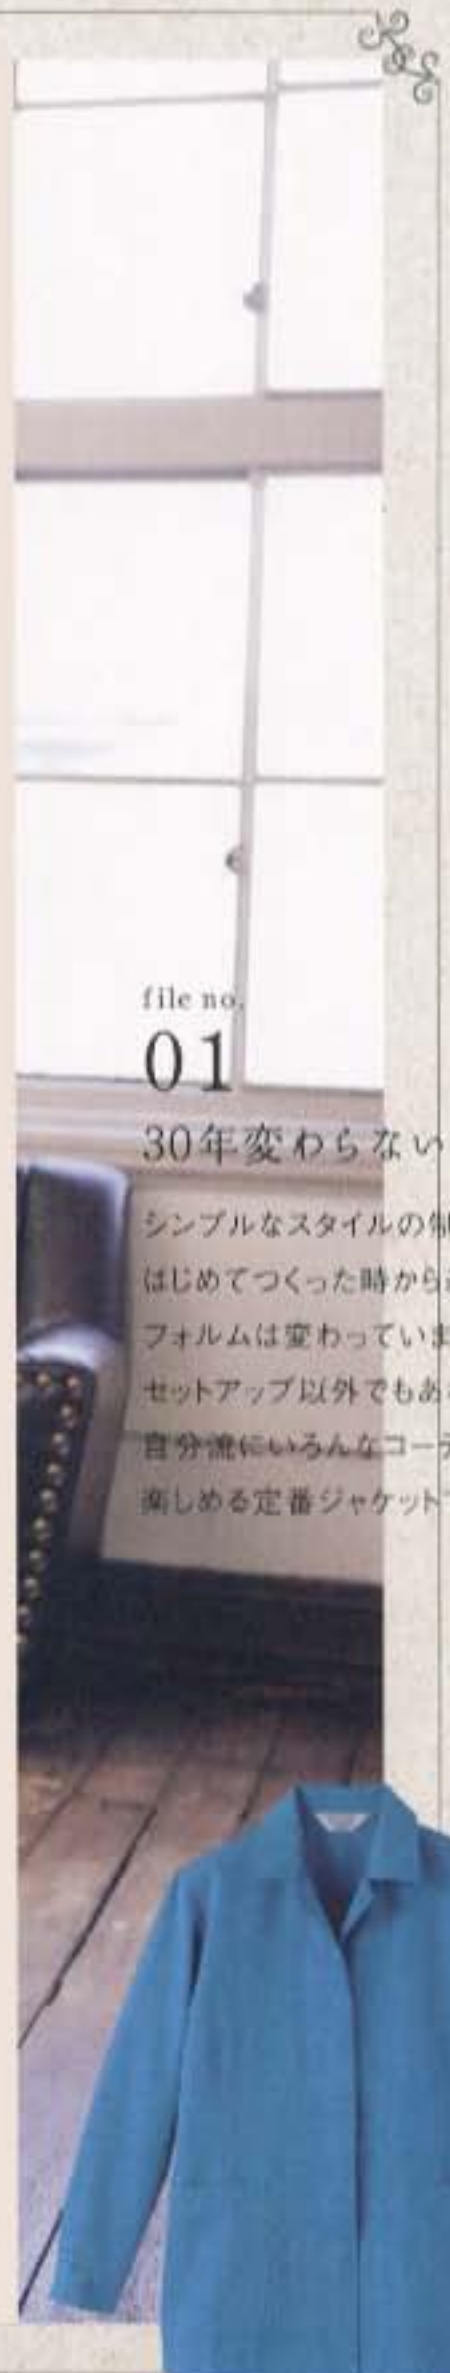 file no.
01
30年変わらない
シンプルなスタイルの
はじめてつくった時から
フォルムは変わっていま
セットアップ以外でもあ
自分流にいろんなコーデ
楽しめる定番ジャケット